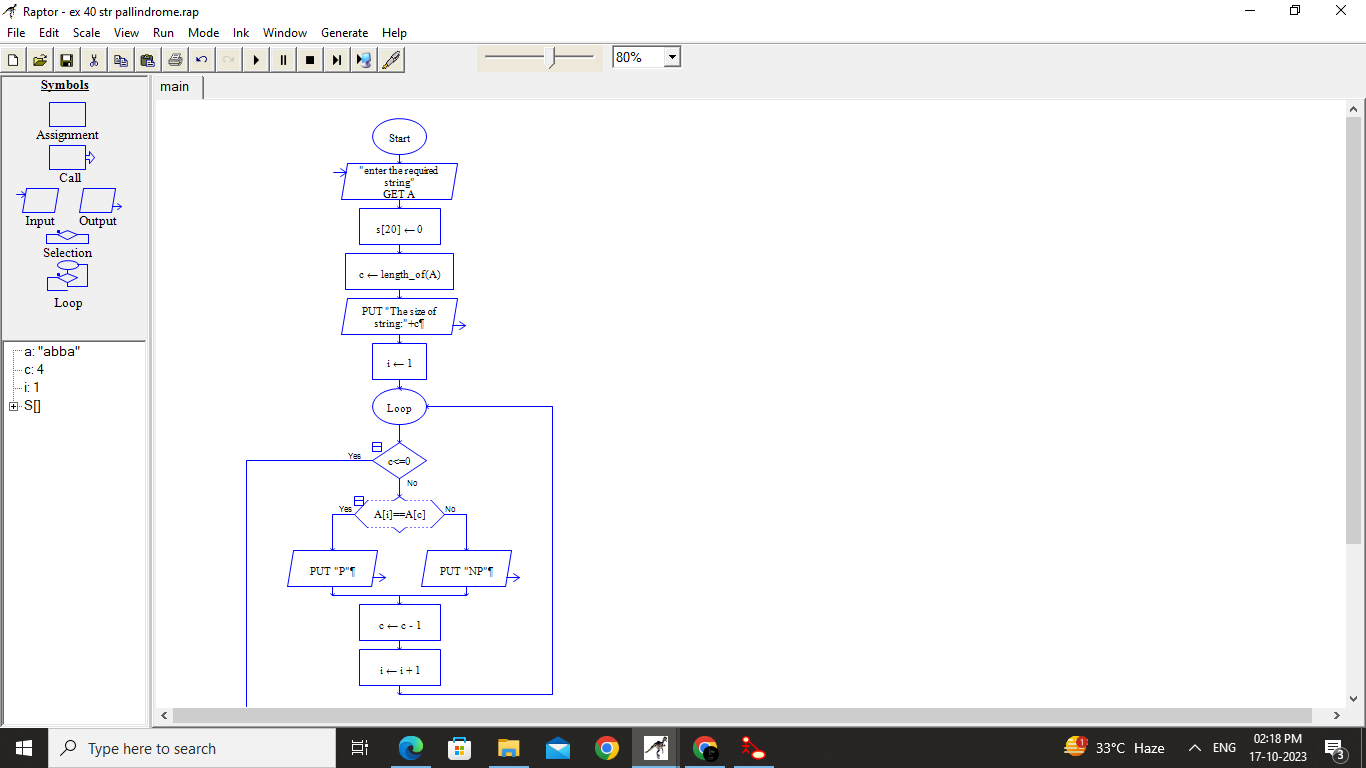 Raptor - ex 40 str pallindrome.rap
File Edit Scale View Run Mode Ink Window Generate Help
80%
Symbols
Assignment
Call
Input Output
Selection
Loop
a: "abba"
c: 4
i: 1
S[]
main
Start
"enter the required
string"
GET A
s[20] ← 0
c ← length_of(A)
PUT "The size of
string:"+c¶
i ← 1
Loop
Yes
c<=0
No
Yes
A[i]==A[c]
No
PUT "P"¶
PUT "NP"¶
c ← c - 1
i ← i + 1
Type here to search
1
33°C Haze
ENG
02:18 PM
17-10-2023
3